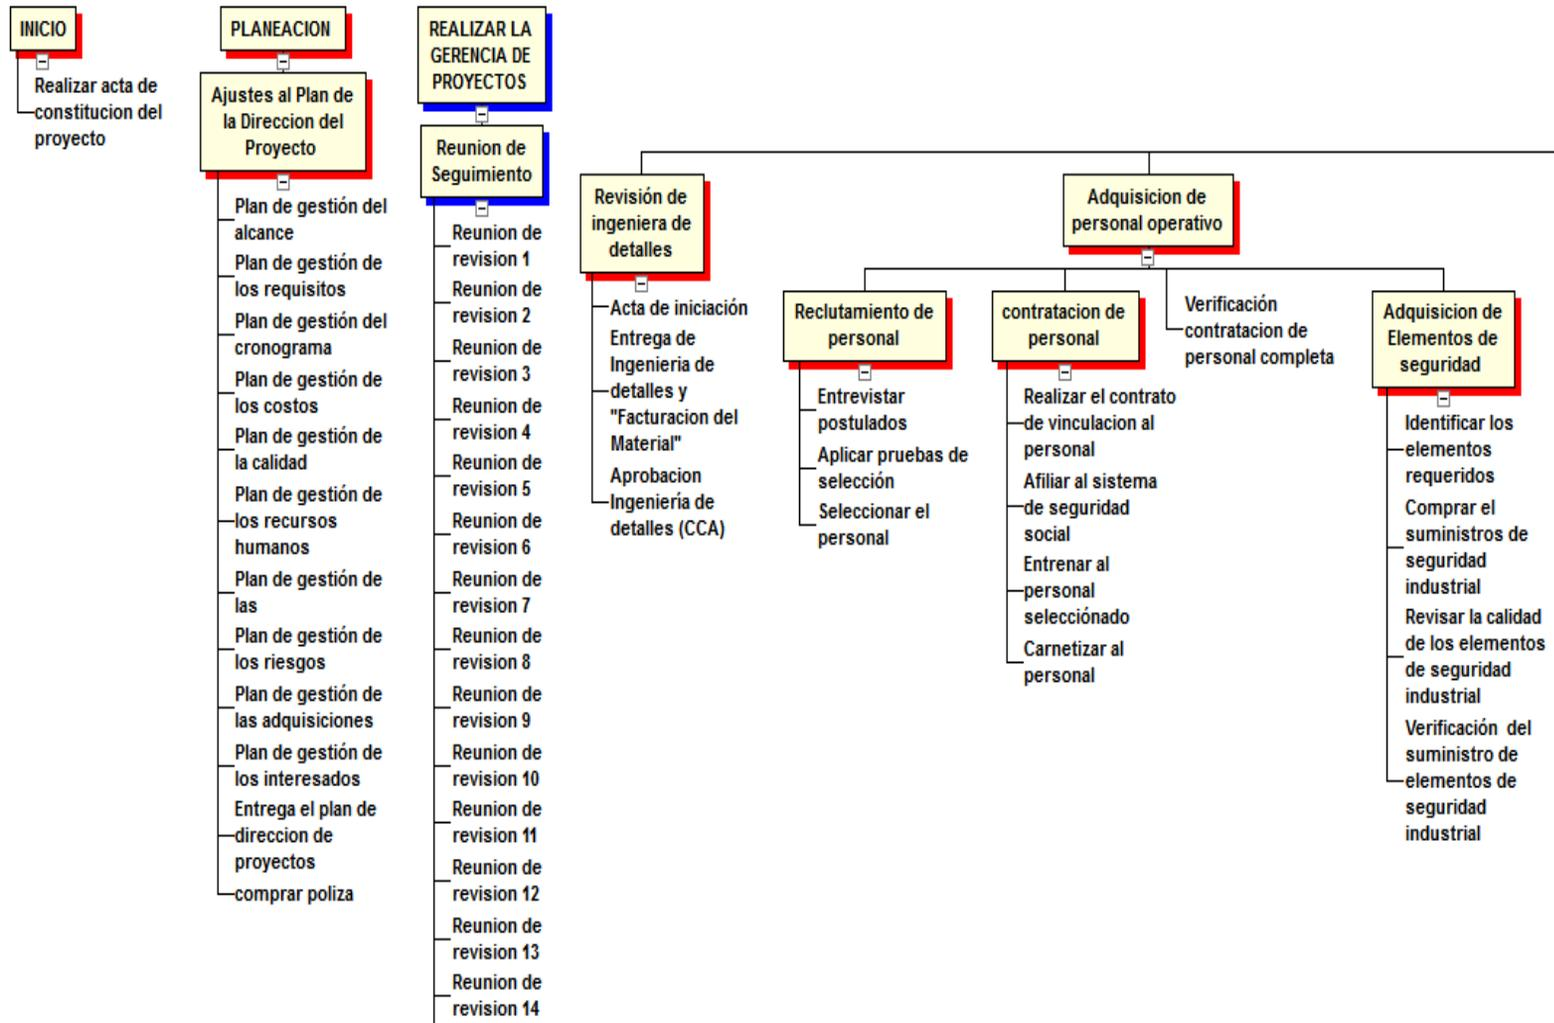 INICIO
Realizar acta de
constitucion del
proyecto
PLANEACION
Ajustes al Plan de
la Direccion del
Proyecto
Plan de gestión del
alcance
Plan de gestión de
los requisitos
Plan de gestión del
cronograma
Plan de gestión de
los costos
Plan de gestión de
la calidad
Plan de gestión de
los recursos
humanos
Plan de gestión de
las
Plan de gestión de
los riesgos
Plan de gestión de
las adquisiciones
Plan de gestión de
los interesados
Entrega el plan de
direccion de
proyectos
comprar poliza
REALIZAR LA
GERENCIA DE
PROYECTOS
Reunion de
Seguimiento
Reunion de
revision 1
Reunion de
revision 2
Reunion de
revision 3
Reunion de
revision 4
Reunion de
revision 5
Reunion de
revision 6
Reunion de
revision 7
Reunion de
revision 8
Reunion de
revision 9
Reunion de
revision 10
Reunion de
revision 11
Reunion de
revision 12
Reunion de
revision 13
Reunion de
revision 14
Revisión de
ingeniera de
detalles
Acta de iniciación
Entrega de
Ingenieria de
detalles y
"Facturacion del
Material"
Aprobacion
Ingeniería de
detalles (CCA)
Adquisicion de
personal operativo
Reclutamiento de
personal
Entrevistar
postulados
Aplicar pruebas de
selección
Seleccionar el
personal
contratacion de
personal
Realizar el contrato
de vinculacion al
personal
Afiliar al sistema
de seguridad
social
Entrenar al
personal
selecciónado
Carnetizar al
personal
Verificación
contratacion de
personal completa
Adquisicion de
Elementos de
seguridad
Identificar los
elementos
requeridos
Comprar el
suministros de
seguridad
industrial
Revisar la calidad
de los elementos
de seguridad
industrial
Verificación  del
suministro de
elementos de
seguridad
industrial